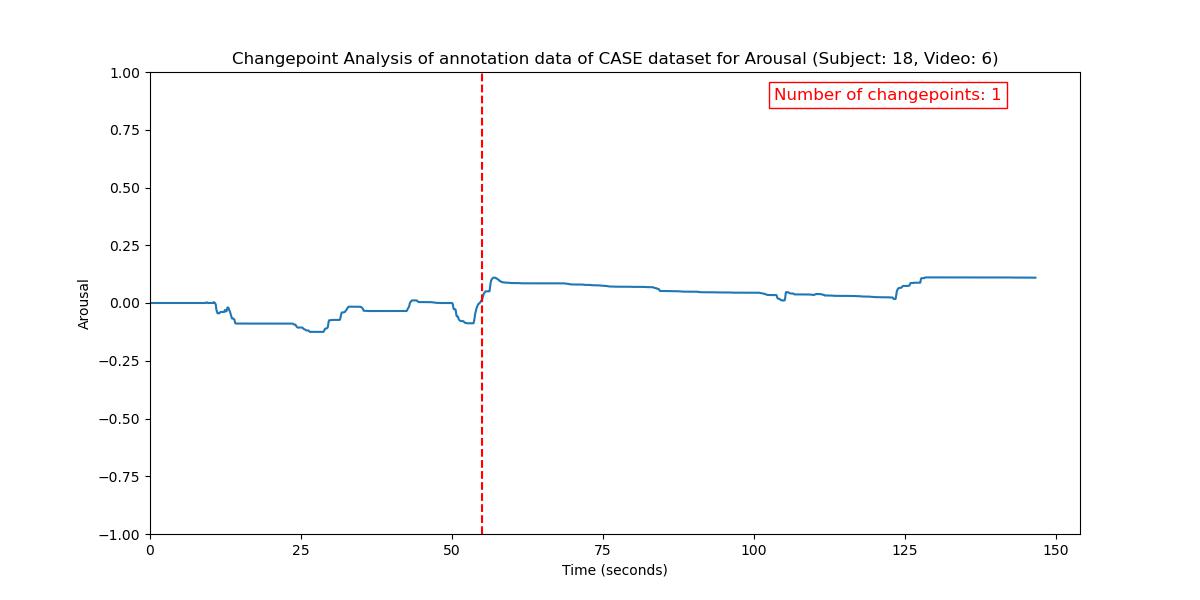 Changepoint Analysis of annotation data of CASE dataset for Arousal (Subject: 18, Video: 6)
Number of changepoints: 1
1.00
0.75
0.50
0.25
0.00
−0.25
−0.50
−0.75
−1.00
Arousal
0 25 50 75 100 125 150
Time (seconds)